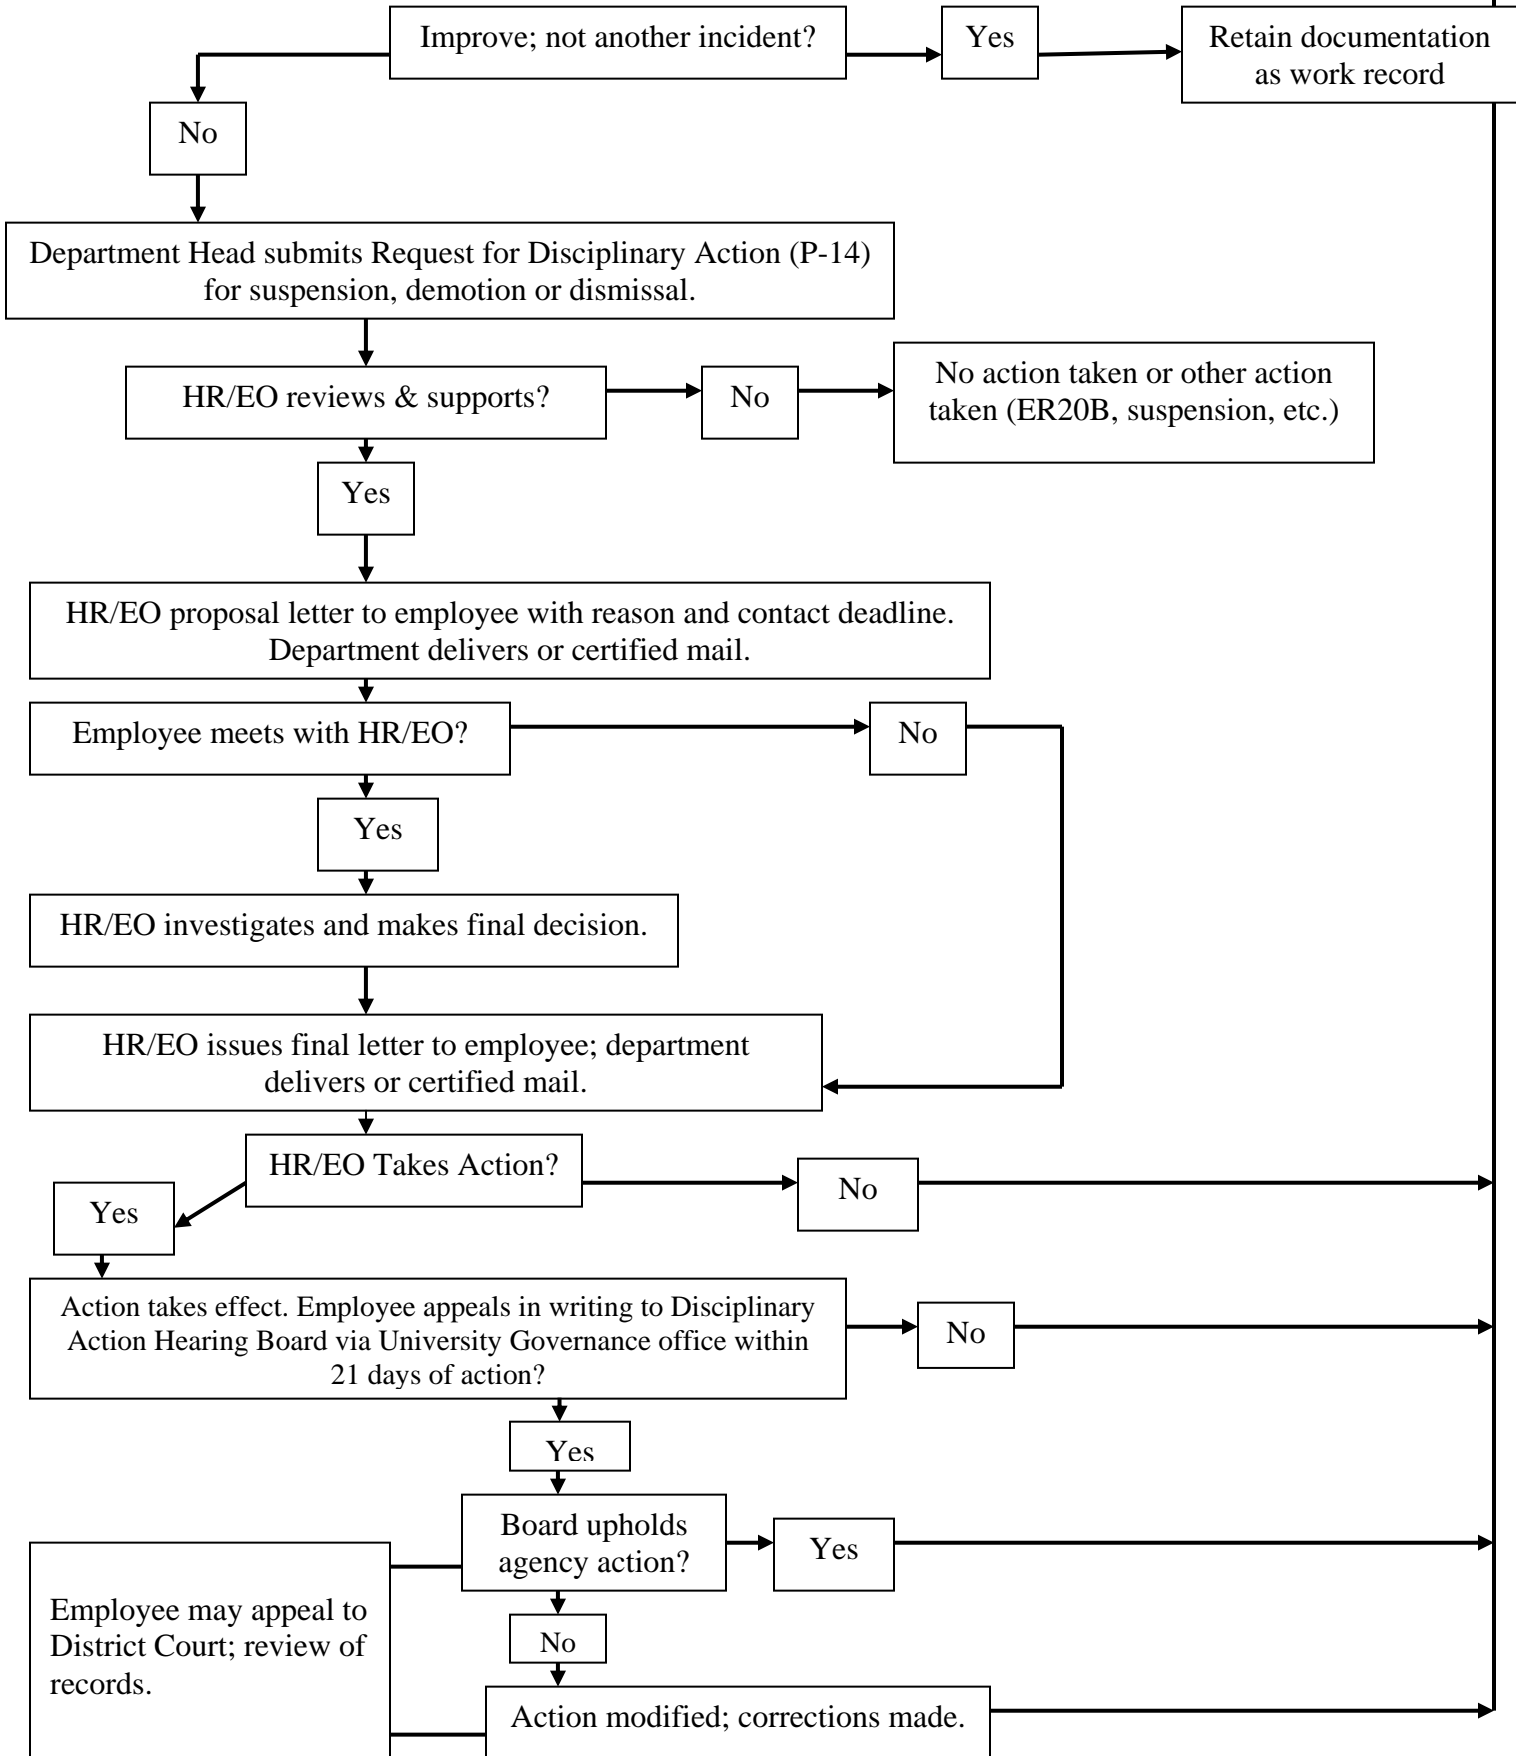 Improve; not another incident?
Yes
Retain documentation
as work record
No
Department Head submits Request for Disciplinary Action (P-14)
for suspension, demotion or dismissal.
HR/EO reviews & supports?
No
No action taken or other action
taken (ER20B, suspension, etc.)
Yes
HR/EO proposal letter to employee with reason and contact deadline.
Department delivers or certified mail.
Employee meets with HR/EO?
No
Yes
HR/EO investigates and makes final decision.
HR/EO issues final letter to employee; department
delivers or certified mail.
HR/EO Takes Action?
No
Yes
Action takes effect. Employee appeals in writing to Disciplinary
Action Hearing Board via University Governance office within
21 days of action?
No
Yes
Board upholds
agency action?
Yes
Employee may appeal to
District Court; review of
records.
No
Action modified; corrections made.